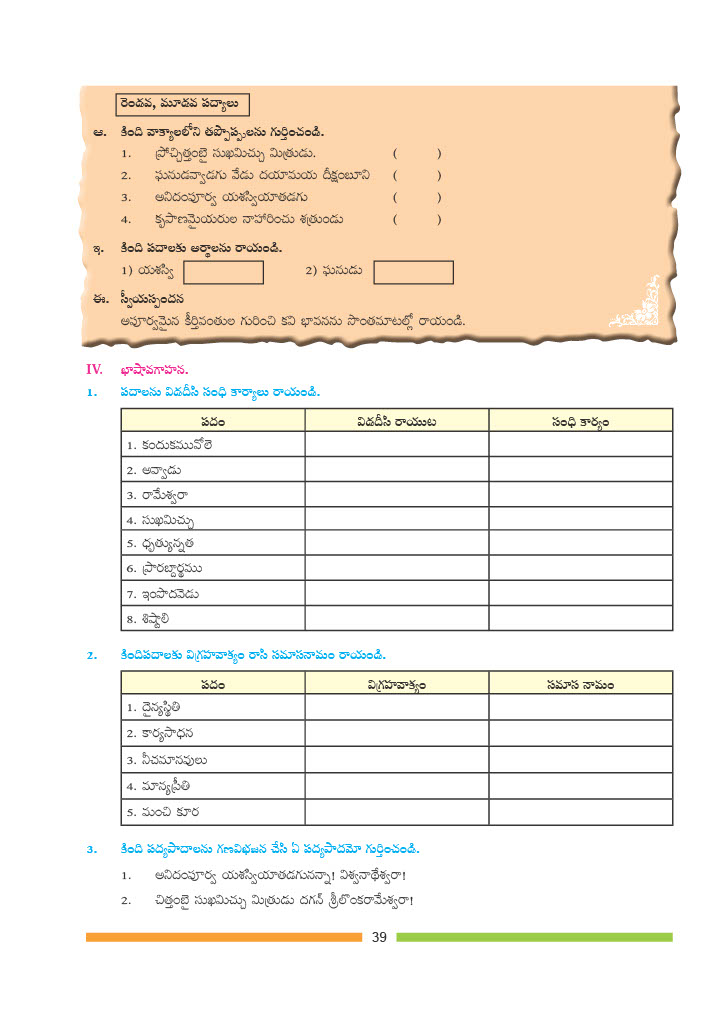 రెండవ, మూడవ పద్యాలు
ఆ. కింది వాక్యాలలోని తప్పొప్పులను గుర్తించండి.
1. ప్రోచ్చిత్తంబై సుఖమిచ్చు మిత్రుడు. ( )
2. ఘనుడవ్వాడగు వేడు దయామయ దీక్షంబూని ( )
3. అనిదంపూర్వ యశస్వియాతడగు ( )
4. కృపాణమైయరుల నాహరించు శత్రుండు ( )
ఇ. కింది పదాలకు ఆర్థాలను రాయండి.
1) యశస్వి 2) ఘనుడు
ఈ. స్వీయస్పందన
అపూర్వమైన కీర్తివంతుల గురించి కవి భావనను సొంతమాటల్లో రాయండి.
IV. భాషావగాహన.
1. పదాలను విడదీసి సంధి కార్యాలు రాయండి.
పదం విడదీసి రాయుట సంధి కార్యం
1. కందుకమువోలె
2. అవ్వాడు
3. రామేశ్వరా
4. సుఖమిచ్చు
5. ధృత్యున్నత
6. ప్రారబ్దార్థము
7. ఇంపొదవెడు
8. శిష్టాలి
2. కిందిపదాలకు విగ్రహవాక్యం రాసి సమాసనామం రాయండి.
పదం విగ్రహవాక్యం సమాస నామం
1. దైన్యస్థితి
2. కార్యసాధన
3. నీచమానవులు
4. మాన్యప్రీతి
5. మంచి కూర
3. కింది పద్యపాదాలను గణవిభజన చేసి ఏ పద్యపాదమో గుర్తించండి.
1. అనిదంపూర్వ యశస్వియాతడగునన్నా! విశ్వనాథేశ్వరా!
2. చిత్తంబై సుఖమిచ్చు మిత్రుడు దగన్ శ్రీలొంకరామేశ్వరా!
39